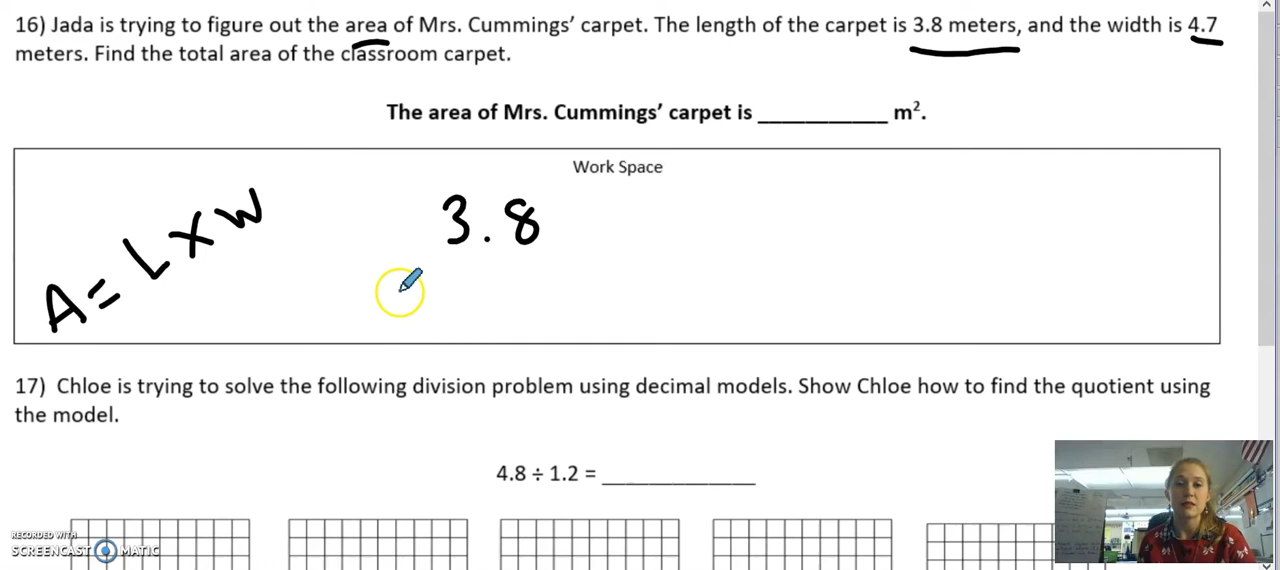 16) Jada is trying to figure out the area of Mrs. Cummings’ carpet. The length of the carpet is 3.8 meters, and the width is 4.7
meters. Find the total area of the classroom carpet.
The area of Mrs. Cummings’ carpet is ___________ m².
Work Space
A = L x W
3.8
17) Chloe is trying to solve the following division problem using decimal models. Show Chloe how to find the quotient using
the model.
4.8 ÷ 1.2 = _____________
RECORDED WITH
SCREENCAST MATIC